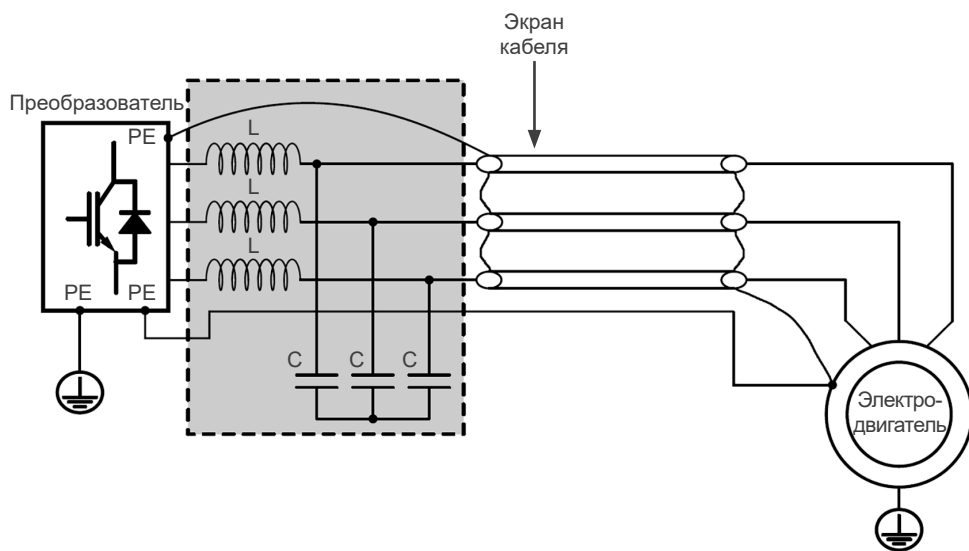 Экран
кабеля
Преобразователь
PE
L
L
L
PE
PE
C
C
C
Электро-
двигатель